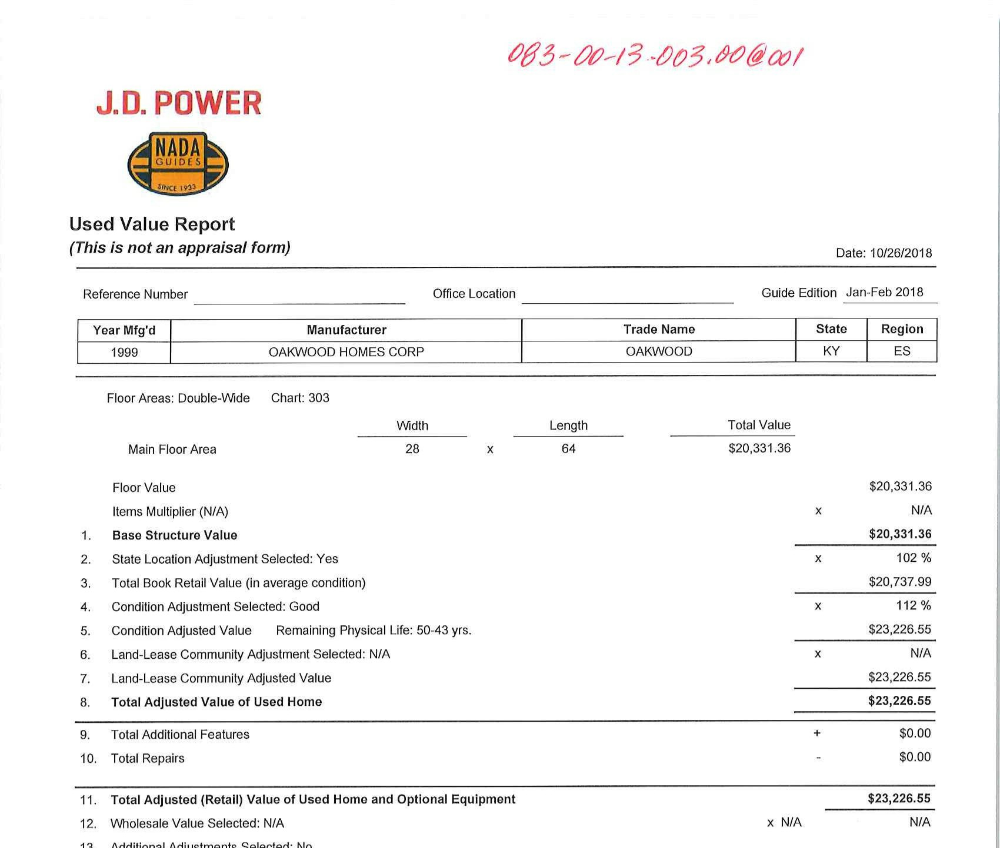 083-00-13-003.00@001
J.D. POWER
NADA
GUIDES
SINCE 1933
Used Value Report
(This is not an appraisal form)
Date: 10/26/2018
Reference Number Office Location Guide Edition Jan-Feb 2018
Year Mfg'd Manufacturer Trade Name State Region
1999 OAKWOOD HOMES CORP OAKWOOD KY ES
Floor Areas: Double-Wide Chart: 303
Width Length Total Value
Main Floor Area 28 x 64 $20,331.36
Floor Value $20,331.36
Items Multiplier (N/A) x N/A
1. Base Structure Value $20,331.36
2. State Location Adjustment Selected: Yes x 102 %
3. Total Book Retail Value (in average condition) $20,737.99
4. Condition Adjustment Selected: Good x 112 %
5. Condition Adjusted Value Remaining Physical Life: 50-43 yrs. $23,226.55
6. Land-Lease Community Adjustment Selected: N/A x N/A
7. Land-Lease Community Adjusted Value $23,226.55
8. Total Adjusted Value of Used Home $23,226.55
9. Total Additional Features + $0.00
10. Total Repairs - $0.00
11. Total Adjusted (Retail) Value of Used Home and Optional Equipment $23,226.55
12. Wholesale Value Selected: N/A x N/A N/A
13. Additional Adjustments Selected: No